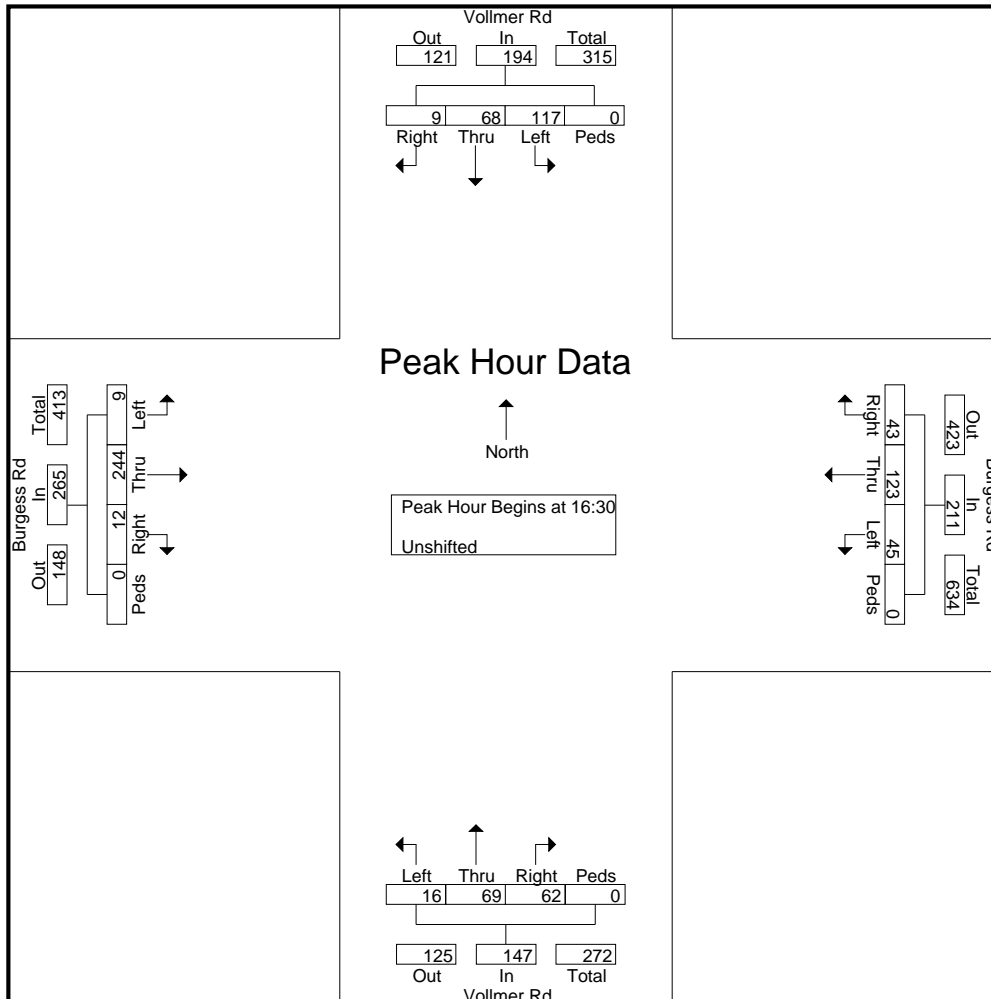 Vollmer Rd
Out In Total
121 194 315
9 68 117 0
Right Thru Left Peds
Peak Hour Data
North
Peak Hour Begins at 16:30
Unshifted
Burgess Rd
Total In Out
413 265 148
9 244 12 0
Left Thru Right Peds
Right Thru Left Peds
43 123 45 0
Out In Total
423 211 634
Burgess Rd
Left Thru Right Peds
16 69 62 0
125 147 272
Out In Total
Vollmer Rd